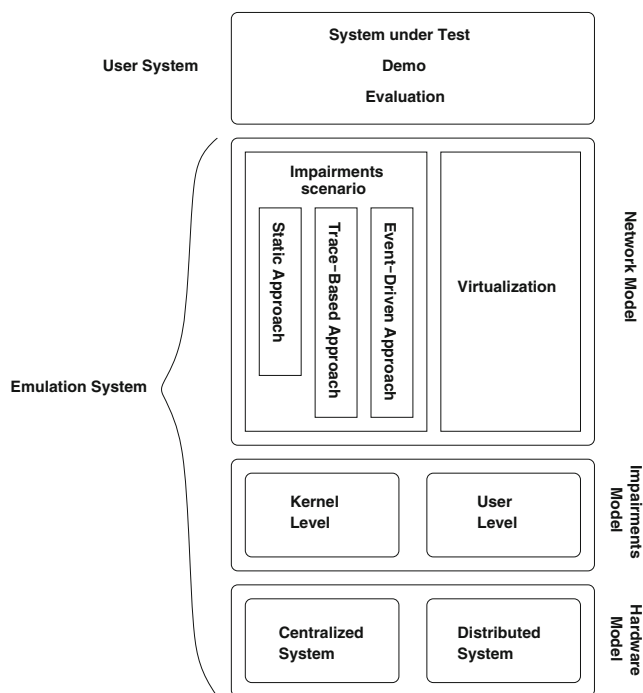 System under Test
User System
Demo
Evaluation
Impairments
scenario
Static Approach
Trace-Based Approach
Event-Driven Approach
Virtualization
Network Model
Emulation System
Kernel
Level
User
Level
Impairments
Model
Centralized
System
Distributed
System
Hardware
Model